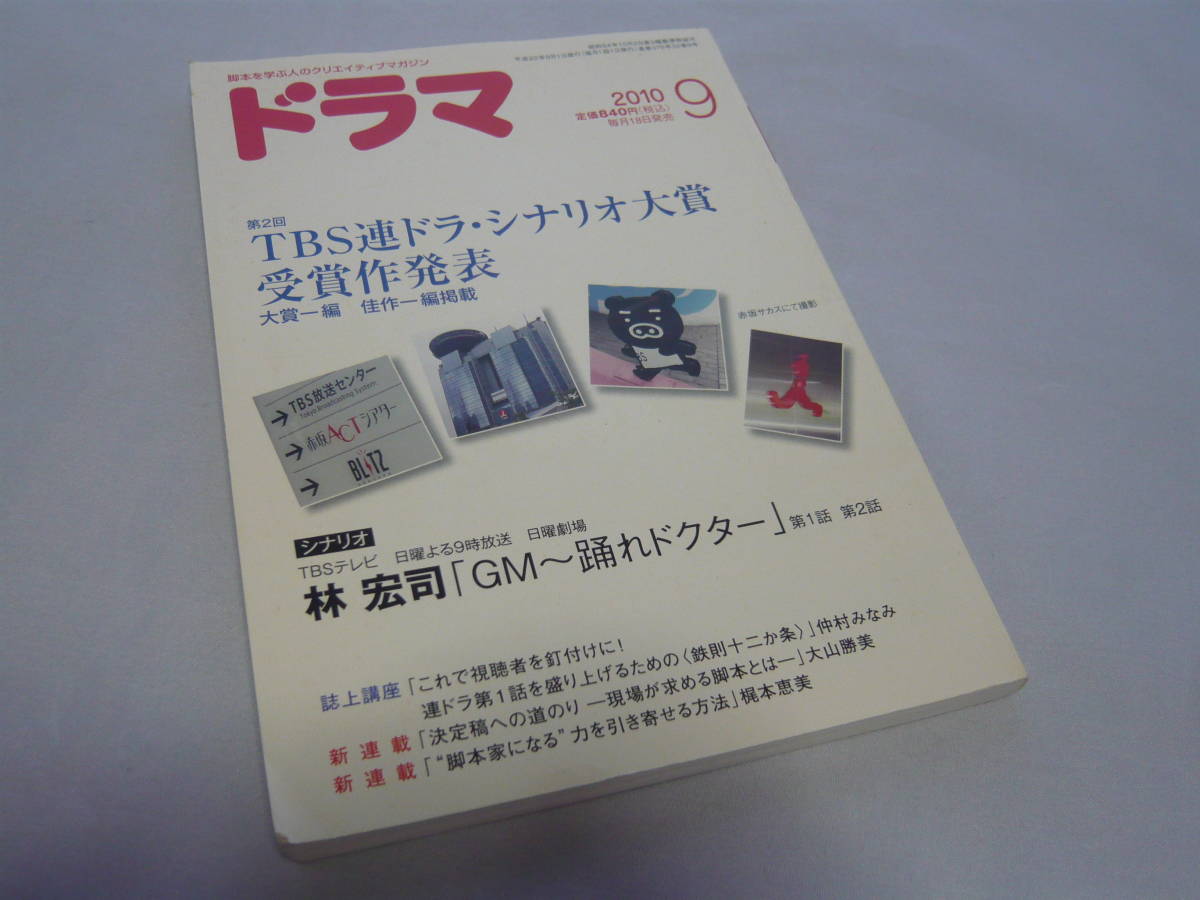 脚本を学ぶ人のクリエイティブマガジン
ドラマ
2010 9
定価840円(税込)
毎月18日発売
第2回
TBS連ドラ・シナリオ大賞
受賞作発表
大賞一編 佳作一編掲載
赤坂サカスにて撮影
TBS放送センター
Tokyo Broadcasting System
赤坂ACTシアター
BLITZ
シナリオ
TBSテレビ 日曜よる9時放送 日曜劇場
林 宏司「GM〜踊れドクター」第1話 第2話
誌上講座「これで視聴者を釘付けに!
連ドラ第1話を盛り上げるための〈鉄則十二か条〉」仲村みなみ
新連載「決定稿への道のり ―現場が求める脚本とは―」大山勝美
新連載「“脚本家になる”力を引き寄せる方法」梶本恵美